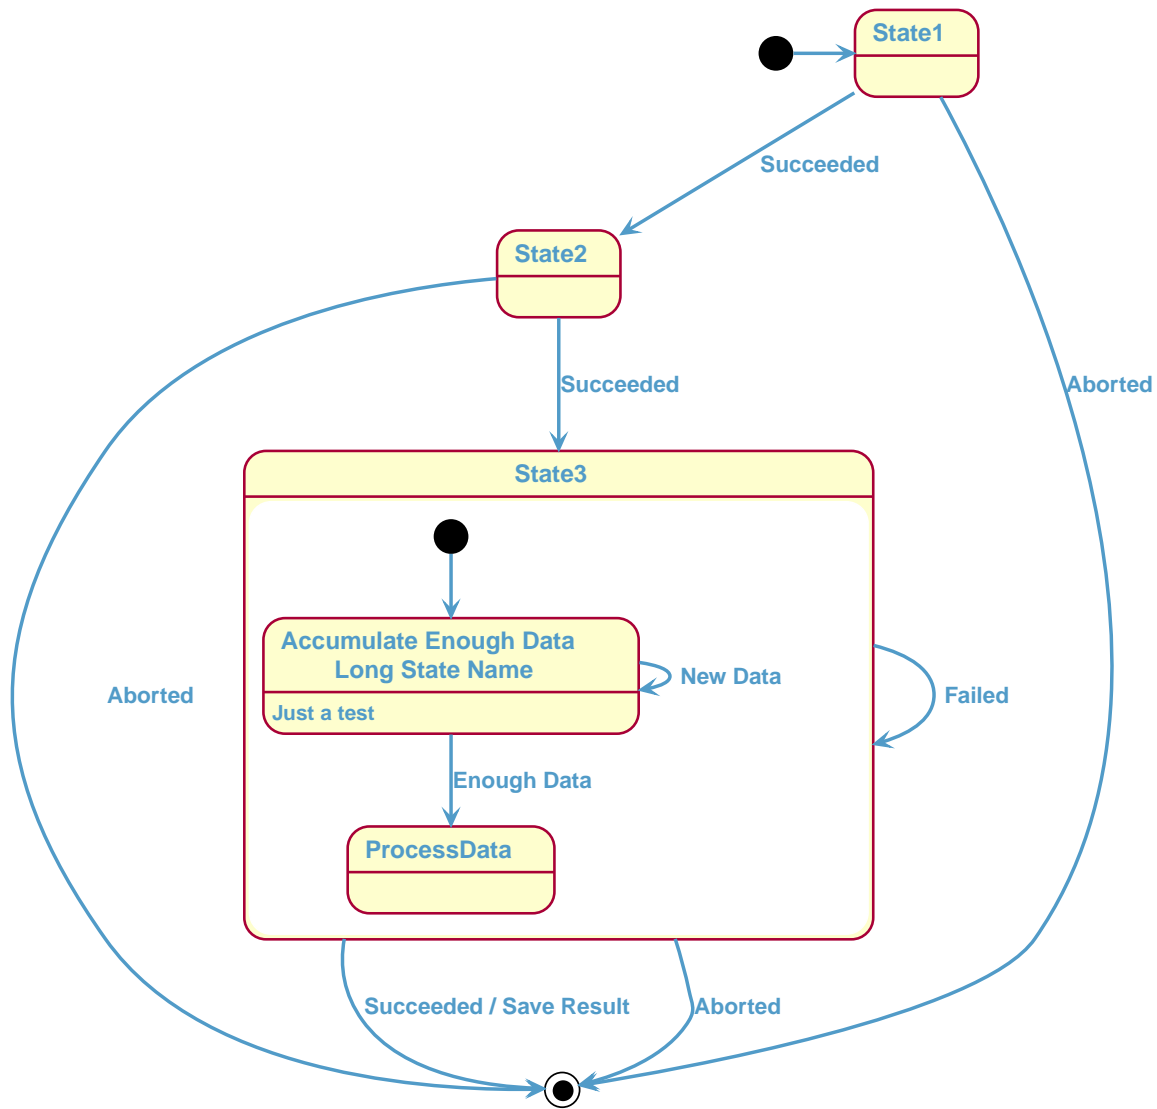 State1
Succeeded
State2
Aborted
Succeeded
State3
Accumulate Enough Data
Long State Name
New Data
Aborted
Failed
Just a test
Enough Data
ProcessData
Succeeded / Save Result
Aborted